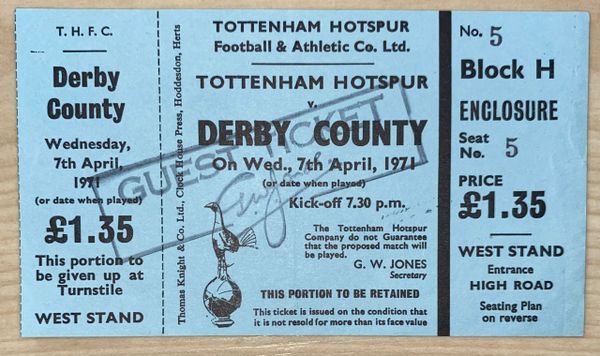 T. H. F. C.
Derby
County
Wednesday,
7th April,
1971
(or date when played)
£1.35
This portion to
be given up at
Turnstile
WEST STAND
Thomas Knight & Co. Ltd., Clock House Press, Hoddesdon, Herts
TOTTENHAM HOTSPUR
Football & Athletic Co. Ltd.
TOTTENHAM HOTSPUR
v.
DERBY COUNTY
On Wed., 7th April, 1971
(or date when played)
Kick-off 7.30 p.m.
GUEST TICKET
The Tottenham Hotspur
Company do not Guarantee
that the proposed match will
be played.
G. W. JONES
Secretary
THIS PORTION TO BE RETAINED
This ticket is issued on the condition that
it is not resold for more than its face value
No. 5
Block H
ENCLOSURE
Seat
No. 5
PRICE
£1.35
WEST STAND
Entrance
HIGH ROAD
Seating Plan
on reverse